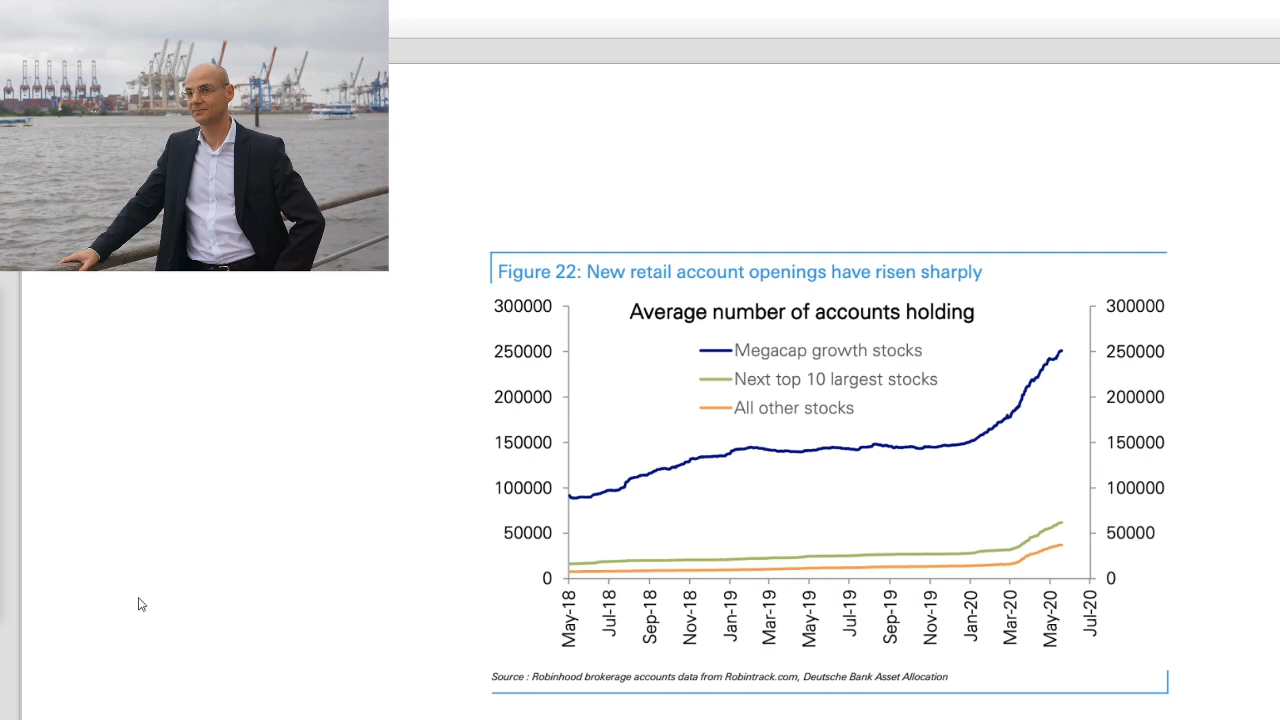 Figure 22: New retail account openings have risen sharply
Average number of accounts holding
Megacap growth stocks
Next top 10 largest stocks
All other stocks
300000
250000
200000
150000
100000
50000
0
300000
250000
200000
150000
100000
50000
0
May-18
Jul-18
Sep-18
Nov-18
Jan-19
Mar-19
May-19
Jul-19
Sep-19
Nov-19
Jan-20
Mar-20
May-20
Jul-20
Source : Robinhood brokerage accounts data from Robintrack.com, Deutsche Bank Asset Allocation